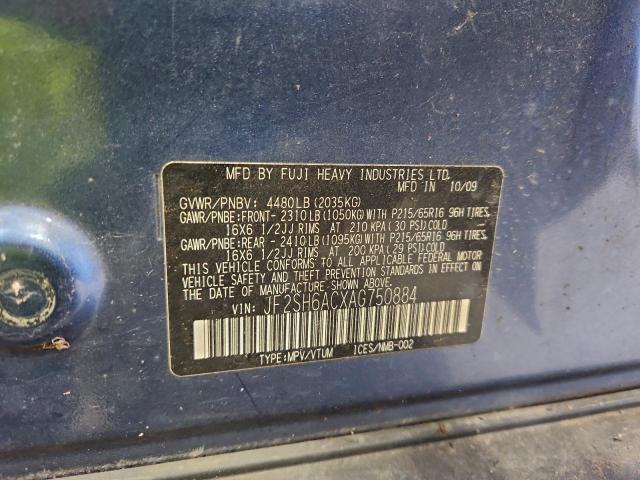 MFD BY FUJI HEAVY INDUSTRIES LTD.
MFD IN 10/09
GVWR/PNBV: 4480LB (2035KG)
GAWR/PNBE:FRONT- 2310LB(1050KG)WITH P215/65R16 96H TIRES,
16X6 1/2JJ RIMS AT 210 KPA(30 PSI)COLD
GAWR/PNBE:REAR - 2410LB(1095KG)WITH P215/65R16 96H TIRES,
16X6 1/2JJ RIMS AT 200 KPA(29 PSI)COLD
THIS VEHICLE CONFORMS TO ALL APPLICABLE FEDERAL MOTOR
VEHICLE SAFETY AND THEFT PREVENTION STANDARDS IN EFFECT
ON THE DATE OF MANUFACTURE SHOWN ABOVE.
VIN: JF2SH6ACXAG750884
TYPE:MPV/VTUM ICES/NMB-002